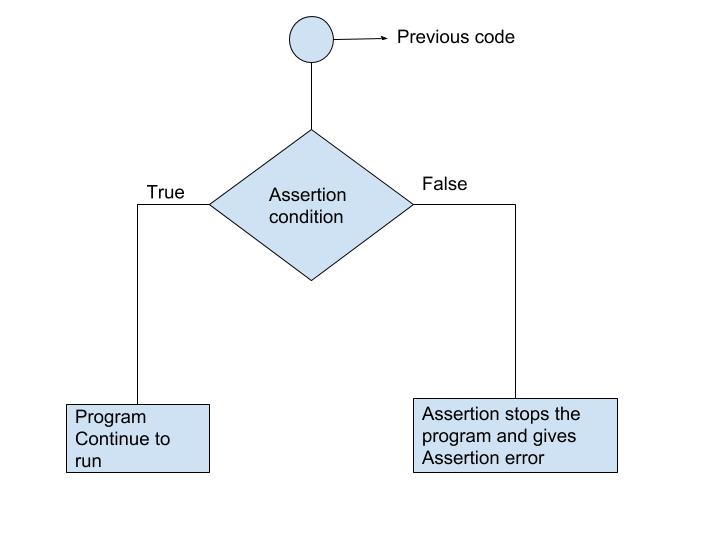 Previous code
True
False
Assertion
condition
Program
Continue to
run
Assertion stops the
program and gives
Assertion error